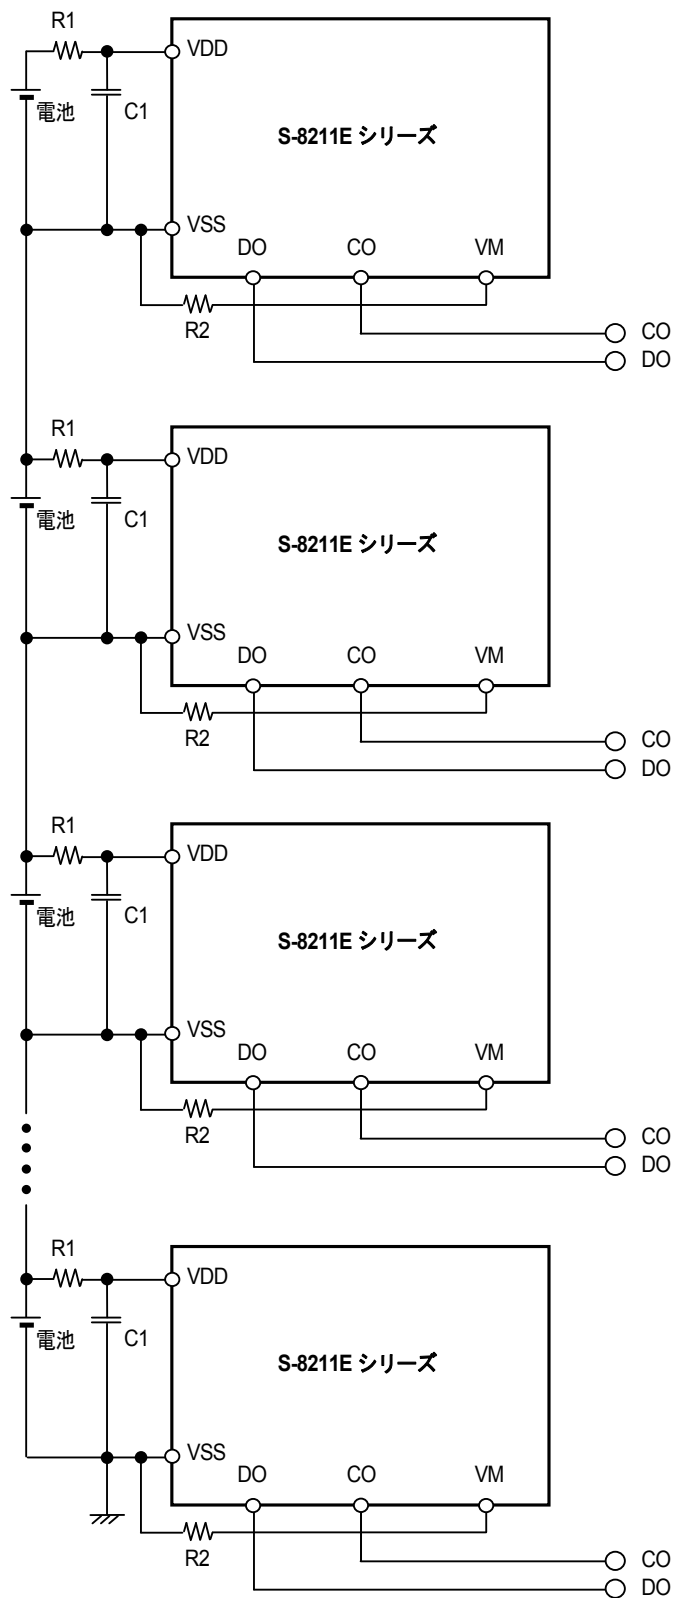 R1
VDD
電池
C1
S-8211E シリーズ
VSS
DO
CO
VM
R2
CO
DO
R1
VDD
電池
C1
S-8211E シリーズ
VSS
DO
CO
VM
R2
CO
DO
R1
VDD
電池
C1
S-8211E シリーズ
VSS
DO
CO
VM
R2
CO
DO
R1
VDD
電池
C1
S-8211E シリーズ
VSS
DO
CO
VM
R2
CO
DO